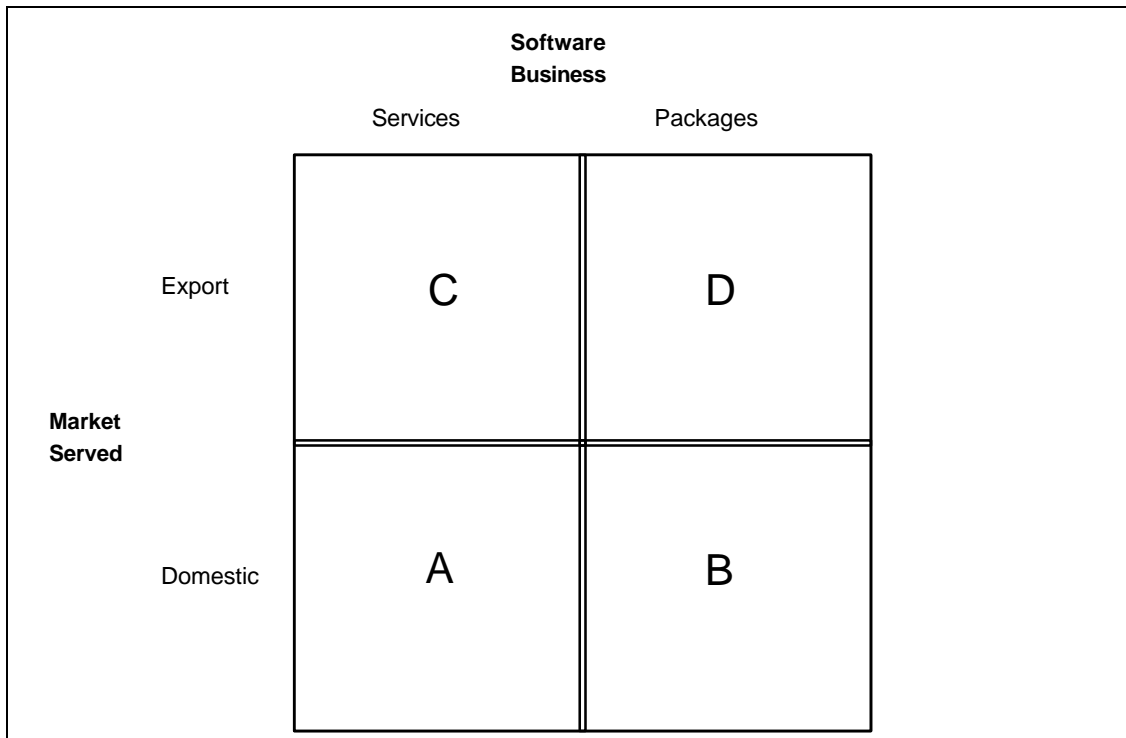 Software
Business
Services Packages
Export C D
Market
Served
Domestic A B